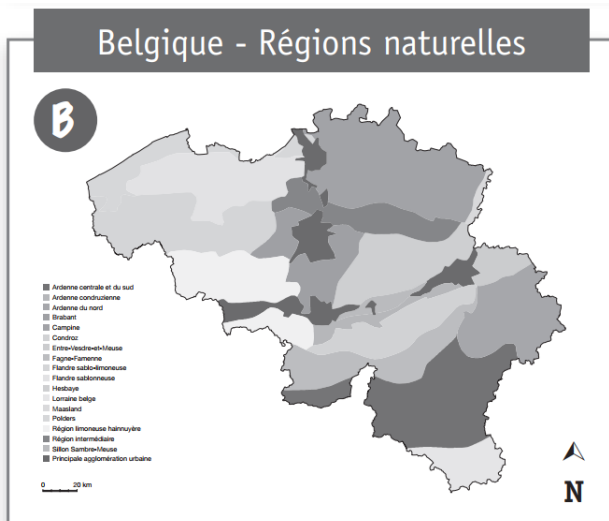 Belgique - Régions naturelles
B
Ardenne centrale et du sud
Ardenne condruzienne
Ardenne du nord
Brabant
Campine
Condroz
Entre-Vesdre-et-Meuse
Fagne-Famenne
Flandre sablo-limoneuse
Flandre sablonneuse
Hesbaye
Lorraine belge
Maasland
Polders
Région limoneuse hainnuyère
Région intermédiaire
Sillon Sambre-Meuse
Principale agglomération urbaine
0 20 km
N